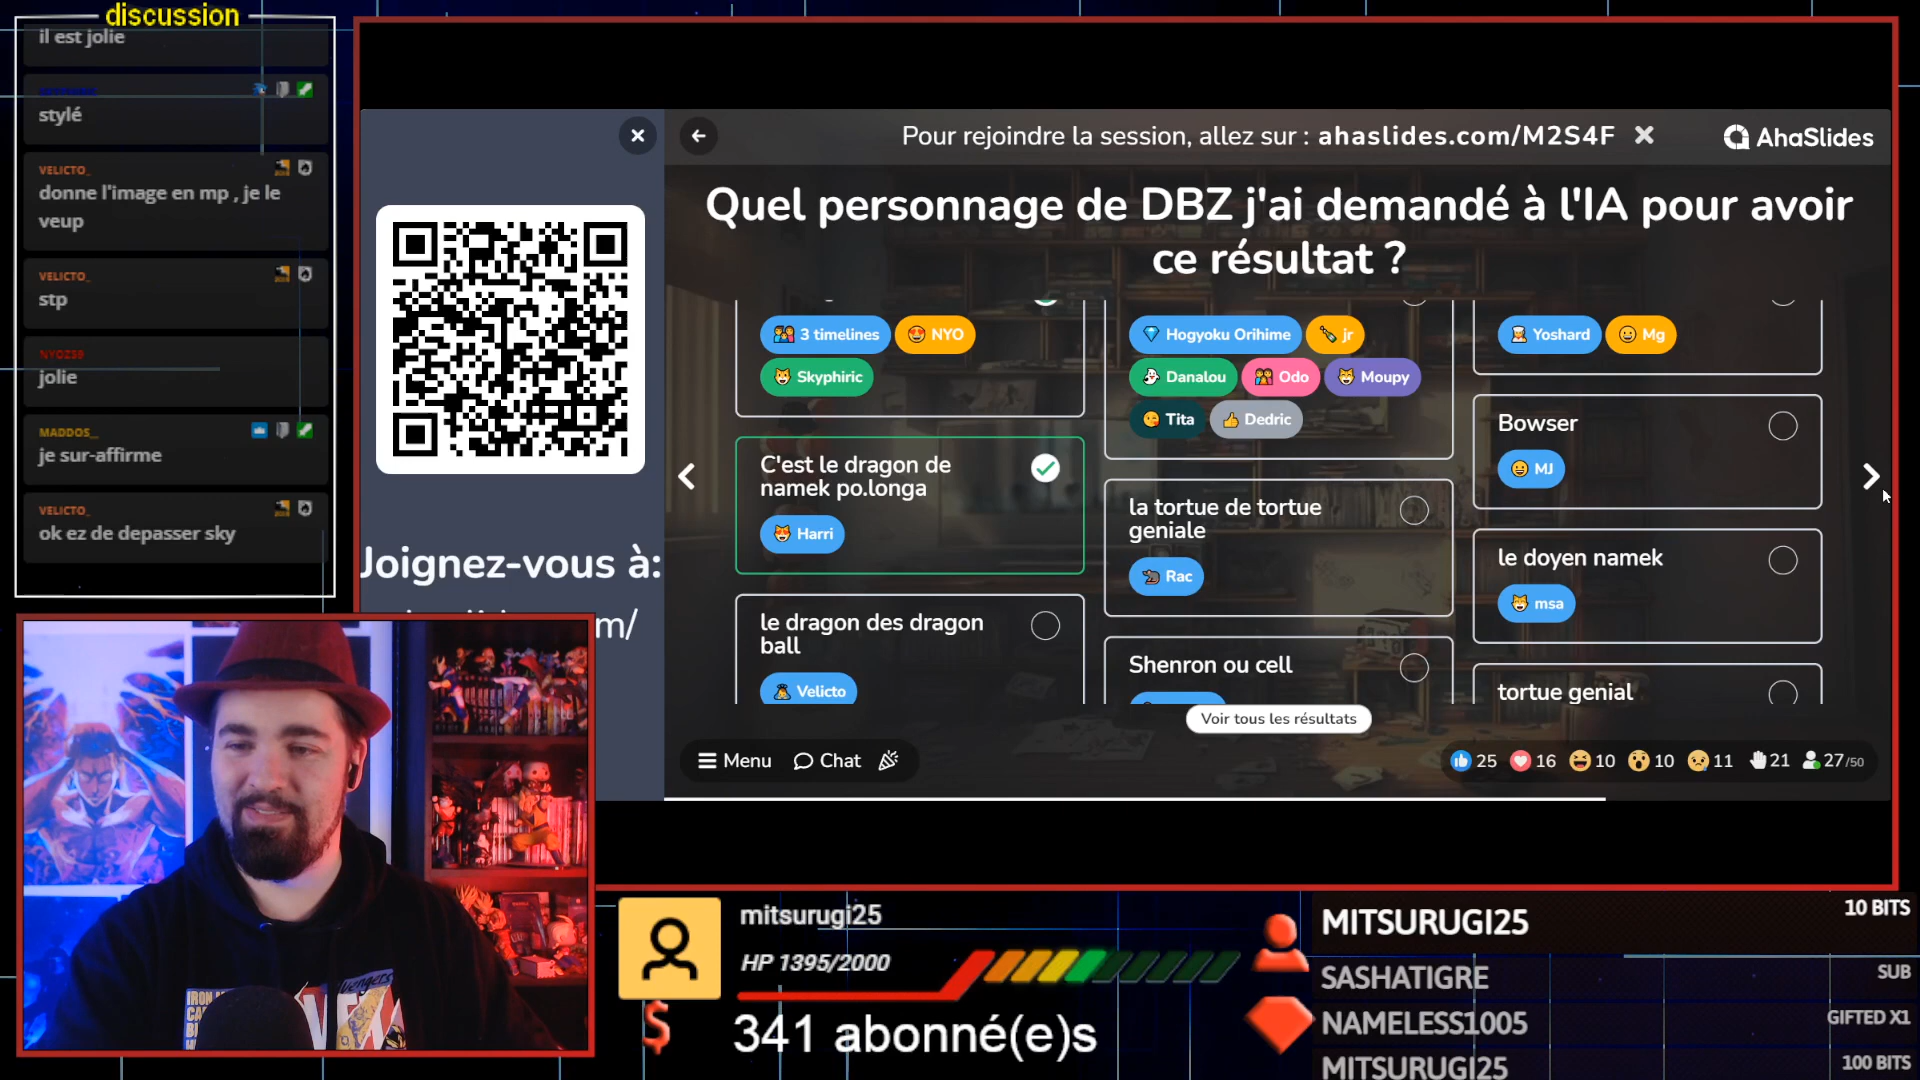 discussion
il est jolie
stylé
VELICTO_
donne l'image en mp , je le
veup
VELICTO_
stp
NYOZ59
jolie
MADDOS_
je sur-affirme
VELICTO_
ok ez de depasser sky
Joignez-vous à:
m/
Pour rejoindre la session, allez sur : ahaslides.com/M2S4F
AhaSlides
Quel personnage de DBZ j'ai demandé à l'IA pour avoir
ce résultat ?
3 timelines
NYO
Skyphiric
C'est le dragon de
namek po.longa
Harri
le dragon des dragon
ball
Velicto
Hogyoku Orihime
jr
Danalou
Odo
Moupy
Tita
Dedric
la tortue de tortue
geniale
Rac
Shenron ou cell
Yoshard
Mg
Bowser
MJ
le doyen namek
msa
tortue genial
Voir tous les résultats
Menu
Chat
25
16
10
10
11
21
27/50
mitsurugi25
HP 1395/2000
341 abonné(e)s
MITSURUGI25
10 BITS
SASHATIGRE
SUB
NAMELESS1005
GIFTED X1
MITSURUGI25
100 BITS